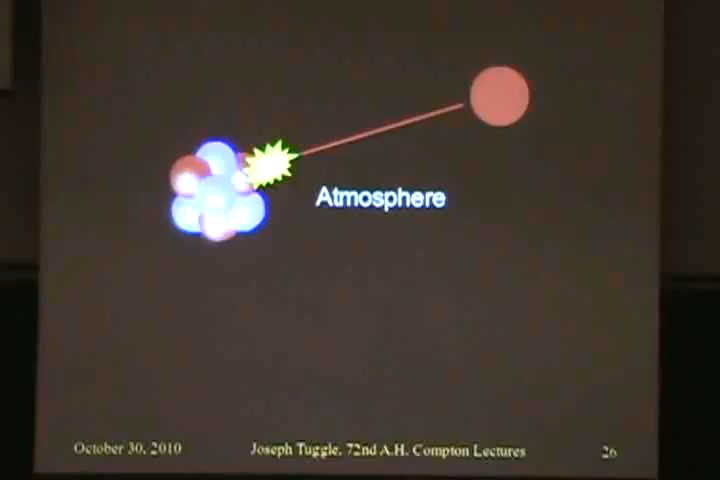 Atmosphere
October 30, 2010
Joseph Tuggle, 72nd A.H. Compton Lectures
26